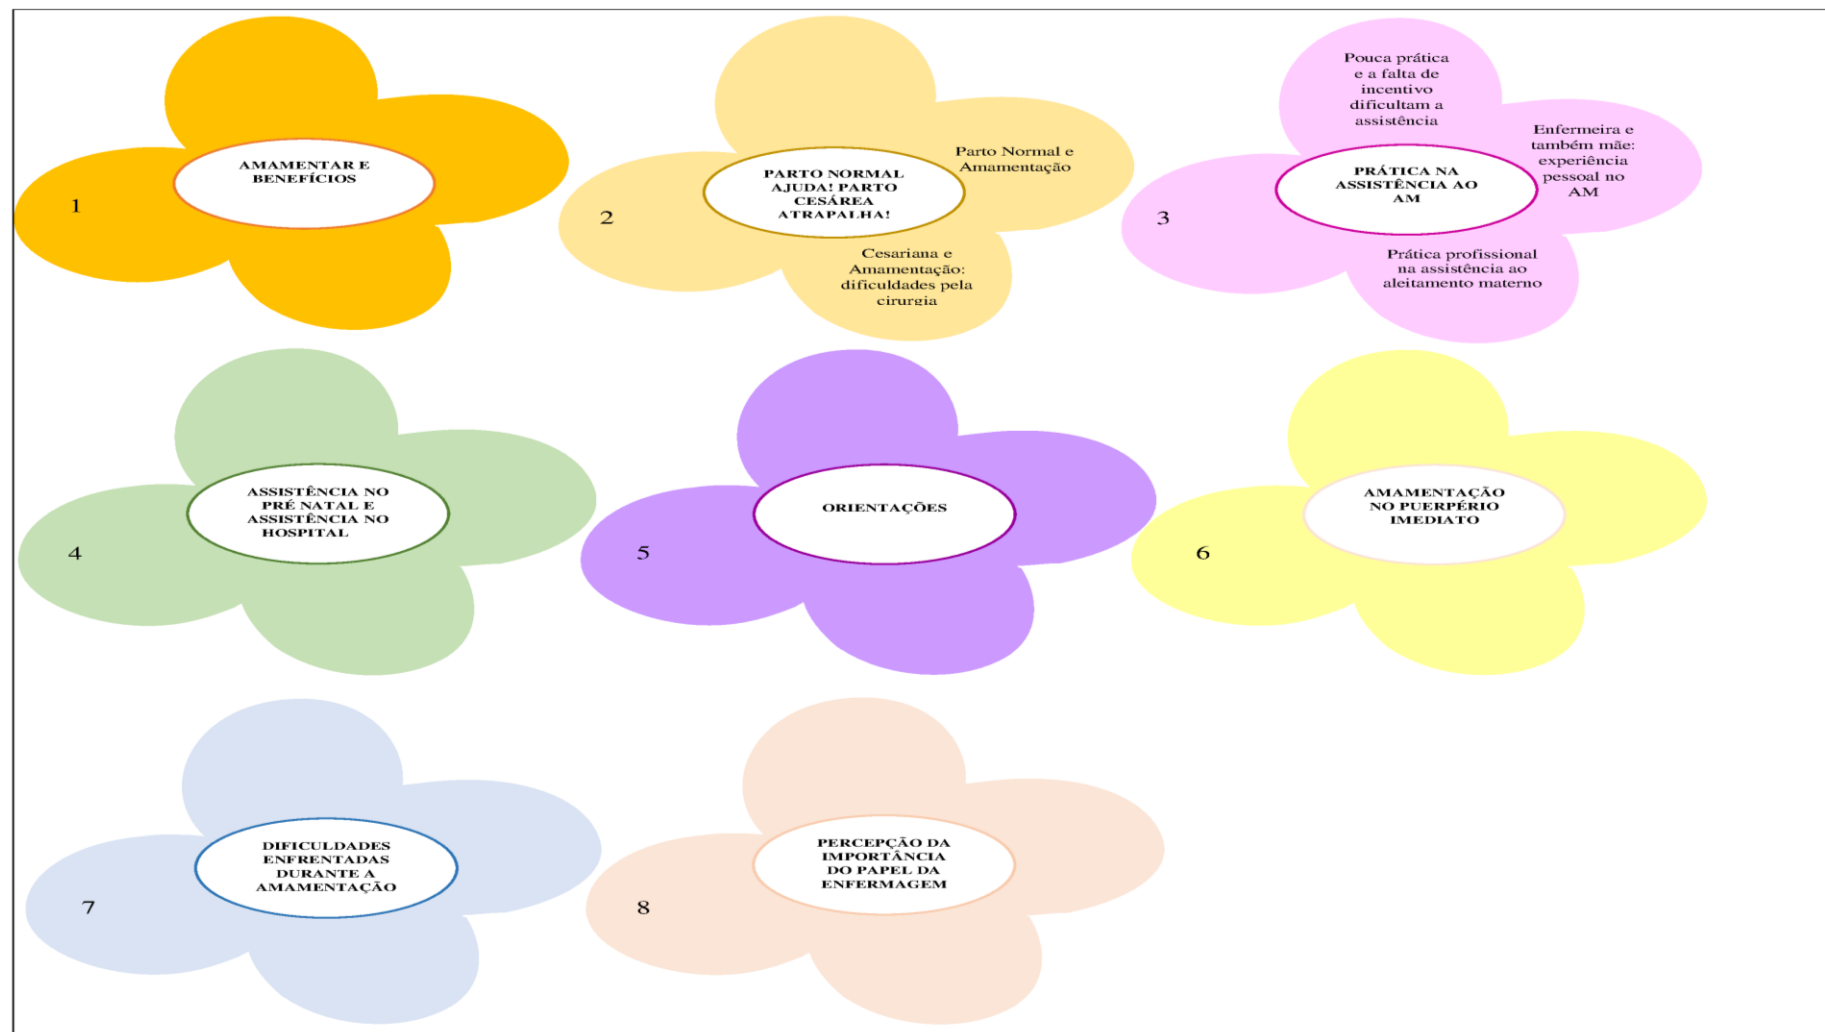 1
AMAMENTAR E
BENEFÍCIOS
2
PARTO NORMAL
AJUDA! PARTO
CESÁREA
ATRAPALHA!
Parto Normal e
Amamentação
Cesariana e
Amamentação:
dificuldades pela
cirurgia
3
PRÁTICA NA
ASSISTÊNCIA AO
AM
Pouca prática
e a falta de
incentivo
dificultam a
assistência
Enfermeira e
também mãe:
experiência
pessoal no
AM
Prática profissional
na assistência ao
aleitamento materno
4
ASSISTÊNCIA NO
PRÉ NATAL E
ASSISTÊNCIA NO
HOSPITAL
5
ORIENTAÇÕES
6
AMAMENTAÇÃO
NO PUERPÉRIO
IMEDIATO
7
DIFICULDADES
ENFRENTADAS
DURANTE A
AMAMENTAÇÃO
8
PERCEPÇÃO DA
IMPORTÂNCIA
DO PAPEL DA
ENFERMAGEM